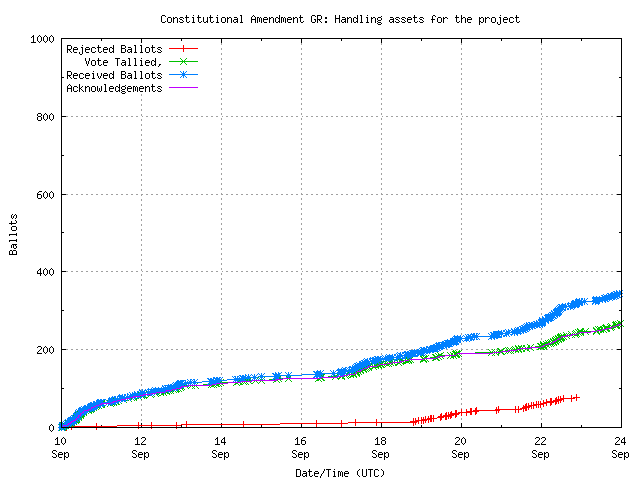 Constitutional Amendment GR: Handling assets for the project
1000
800
600
400
200
0
Ballots
Rejected Ballots
Vote Tallied,
Received Ballots
Acknowledgements
10 12 14 16 18 20 22 24
Sep Sep Sep Sep Sep Sep Sep Sep
Date/Time (UTC)